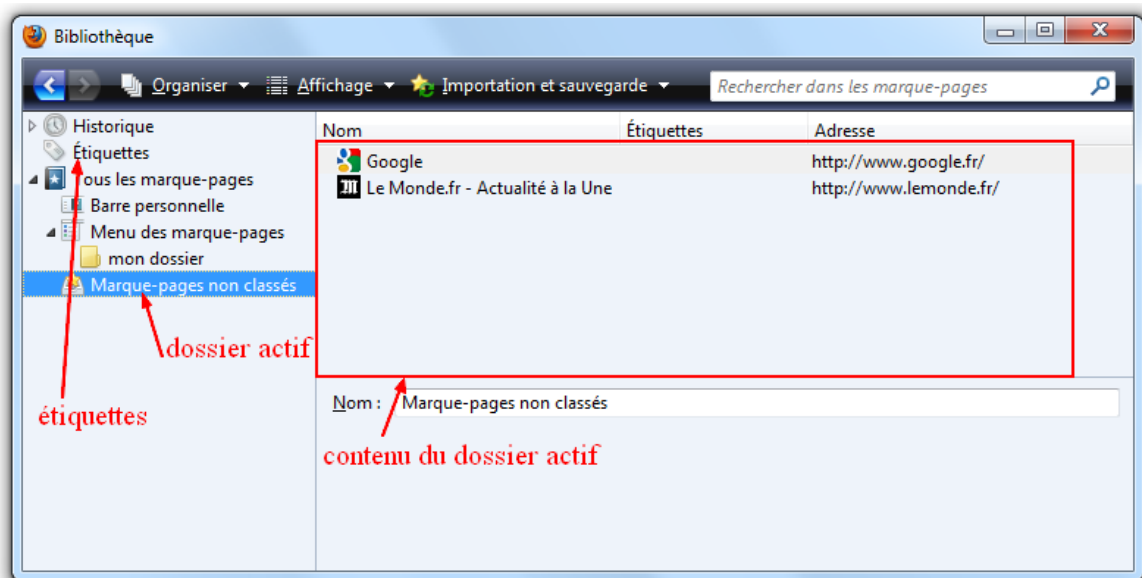 Bibliothèque
Organiser Affichage Importation et sauvegarde Rechercher dans les marque-pages
Historique
Étiquettes
Tous les marque-pages
Barre personnelle
Menu des marque-pages
mon dossier
Marque-pages non classés
dossier actif
étiquettes
Nom Étiquettes Adresse
Google http://www.google.fr/
Le Monde.fr - Actualité à la Une http://www.lemonde.fr/
Nom : Marque-pages non classés
contenu du dossier actif